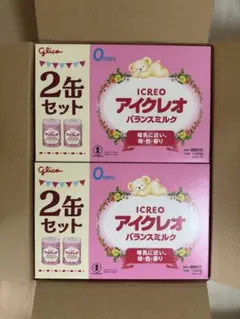 glico
2缶
セット
0ヵ月から
ICREO
アイクレオ
バランスミルク
母乳に近い、
味・色・香り
glico
2缶
セット
0ヵ月から
ICREO
アイクレオ
バランスミルク
母乳に近い、
味・色・香り